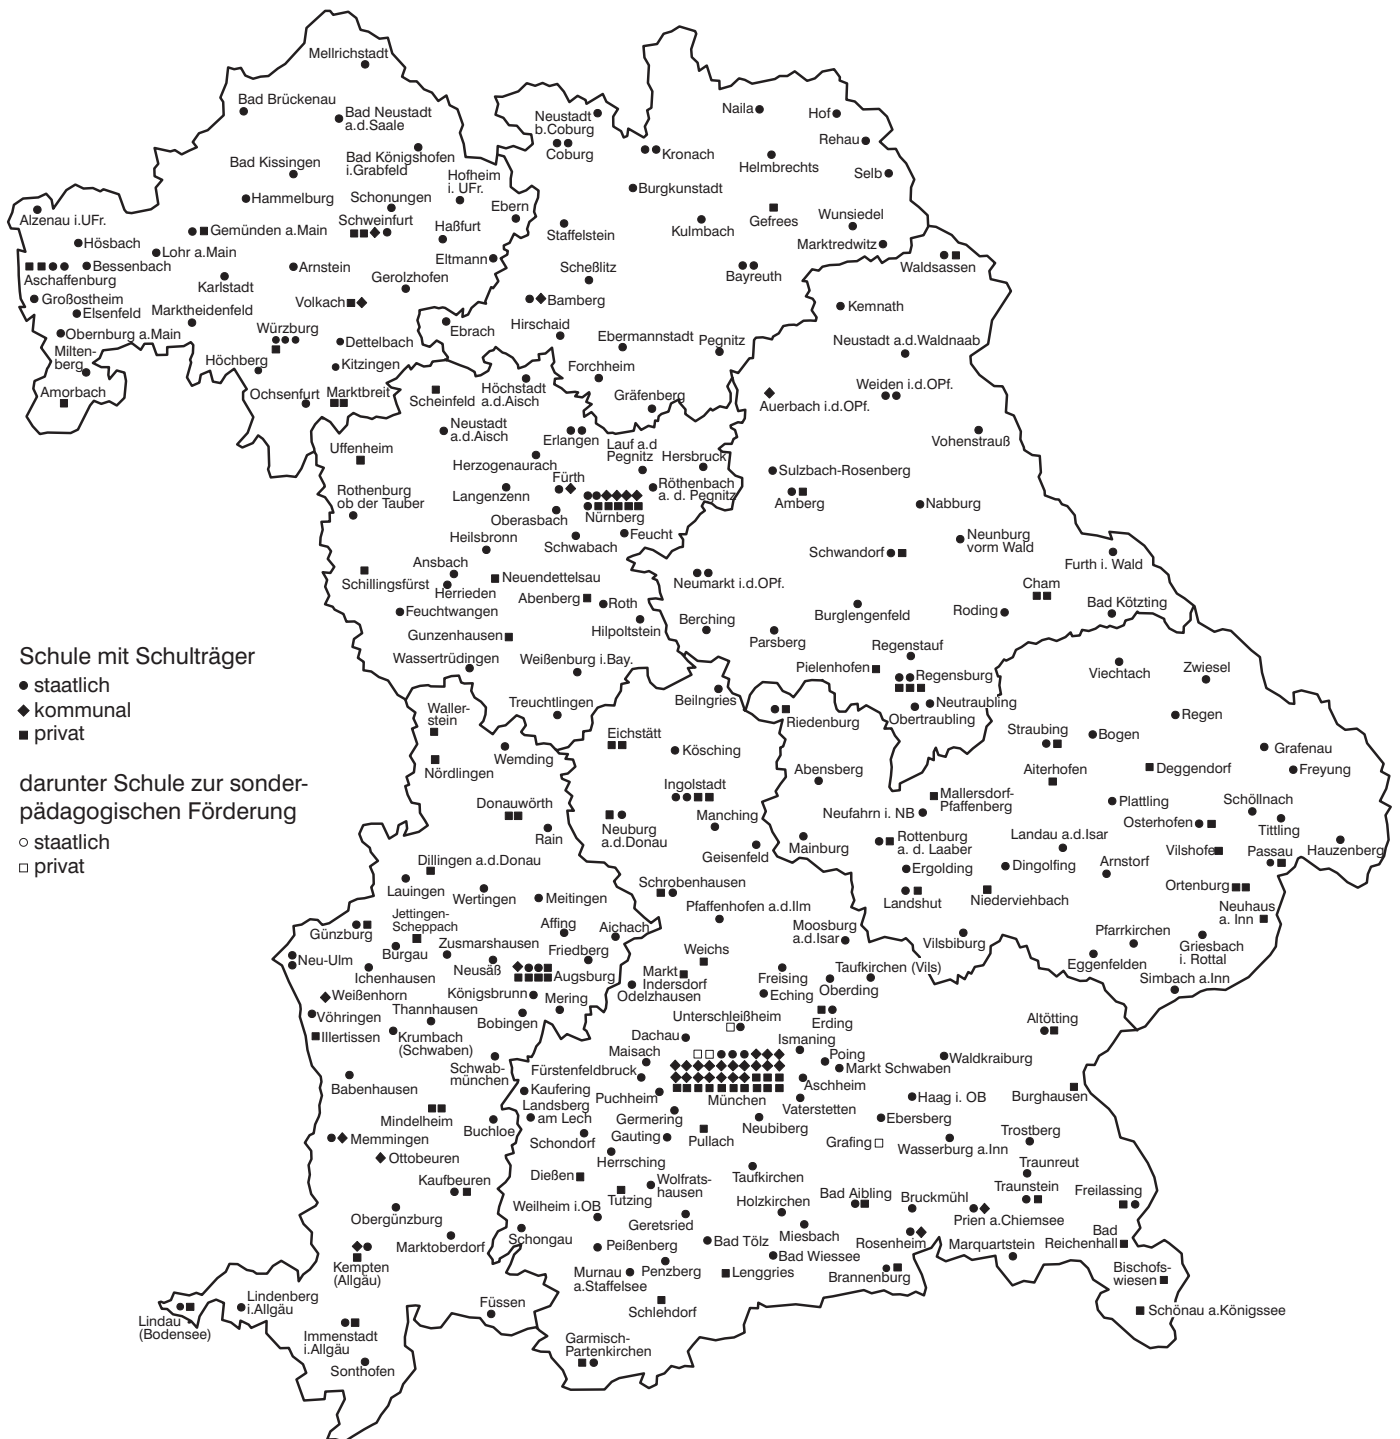 Mellrichstadt
Bad Brückenau
Bad Neustadt
a.d.Saale
Bad Kissingen
Bad Königshofen
i.Grabfeld
Hofheim
i. UFr.
Hammelburg
Schonungen
Ebern
Alzenau i.UFr.
Gemünden a.Main
Schweinfurt
Haßfurt
Hösbach
Lohr a.Main
Eltmann
Bessenbach
Aschaffenburg
Arnstein
Karlstadt
Gerolzhofen
Großostheim
Elsenfeld
Marktheidenfeld
Volkach
Obernburg a.Main
Würzburg
Dettelbach
Milten-
berg
Höchberg
Kitzingen
Amorbach
Ochsenfurt
Marktbreit
Neustadt
b.Coburg
Coburg
Kronach
Naila
Hof
Rehau
Helmbrechts
Selb
Burgkunstadt
Gefrees
Wunsiedel
Kulmbach
Staffelstein
Marktredwitz
Scheßlitz
Bayreuth
Bamberg
Ebrach
Hirschaid
Ebermannstadt
Pegnitz
Forchheim
Gräfenberg
Waldsassen
Kemnath
Neustadt a.d.Waldnaab
Weiden i.d.OPf.
Auerbach i.d.OPf.
Vohenstrauß
Sulzbach-Rosenberg
Amberg
Nabburg
Neunburg
vorm Wald
Schwandorf
Furth i. Wald
Neumarkt i.d.OPf.
Cham
Bad Kötzting
Burglengenfeld
Roding
Berching
Parsberg
Regenstauf
Pielenhofen
Regensburg
Neutraubling
Obertraubling
Scheinfeld
Höchstadt
a.d.Aisch
Neustadt
a.d.Aisch
Erlangen
Lauf a.d
Pegnitz
Hersbruck
Uffenheim
Herzogenaurach
Fürth
Röthenbach
a. d. Pegnitz
Rothenburg
ob der Tauber
Langenzenn
Oberasbach
Nürnberg
Heilsbronn
Schwabach
Feucht
Ansbach
Schillingsfürst
Neuendettelsau
Herrieden
Abenberg
Roth
Feuchtwangen
Hilpoltstein
Gunzenhausen
Wassertrüdingen
Weißenburg i.Bay.
Treuchtlingen
Schule mit Schulträger
staatlich
kommunal
privat
darunter Schule zur sonder-
pädagogischen Förderung
staatlich
privat
Viechtach
Zwiesel
Regen
Riedenburg
Straubing
Bogen
Grafenau
Abensberg
Aiterhofen
Deggendorf
Freyung
Mallersdorf-
Pfaffenberg
Neufahrn i. NB
Plattling
Schöllnach
Osterhofen
Tittling
Mainburg
Rottenburg
a. d. Laaber
Landau a.d.Isar
Vilshofe
Passau
Hauzenberg
Ergolding
Dingolfing
Arnstorf
Ortenburg
Landshut
Niederviehbach
Neuhaus
a. Inn
Pfarrkirchen
Griesbach
i. Rottal
Vilsbiburg
Eggenfelden
Simbach a.Inn
Waller-
stein
Wemding
Nördlingen
Donauwörth
Rain
Dillingen a.d.Donau
Lauingen
Wertingen
Meitingen
Jettingen-
Scheppach
Günzburg
Affing
Aichach
Burgau
Zusmarshausen
Friedberg
Neu-Ulm
Ichenhausen
Neusäß
Augsburg
Weißenhorn
Königsbrunn
Mering
Thannhausen
Vöhringen
Bobingen
Illertissen
Krumbach
(Schwaben)
Schwab-
münchen
Babenhausen
Mindelheim
Buchloe
Memmingen
Ottobeuren
Kaufbeuren
Obergünzburg
Marktoberdorf
Kempten
(Allgäu)
Lindenberg
i.Allgäu
Lindau
(Bodensee)
Füssen
Immenstadt
i.Allgäu
Sonthofen
Beilngries
Eichstätt
Kösching
Ingolstadt
Neuburg
a.d.Donau
Manching
Geisenfeld
Schrobenhausen
Pfaffenhofen a.d.Ilm
Moosburg
a.d.Isar
Weichs
Markt
Indersdorf
Freising
Taufkirchen (Vils)
Odelzhausen
Eching
Oberding
Unterschleißheim
Erding
Altötting
Dachau
Ismaning
Maisach
Poing
Waldkraiburg
Fürstenfeldbruck
Markt Schwaben
Kaufering
Puchheim
München
Aschheim
Haag i. OB
Burghausen
Landsberg
am Lech
Germering
Vaterstetten
Ebersberg
Schondorf
Gauting
Neubiberg
Trostberg
Pullach
Grafing
Wasserburg a.Inn
Herrsching
Traunreut
Dießen
Wolfrats-
hausen
Taufkirchen
Traunstein
Freilassing
Tutzing
Bad Aibling
Bruckmühl
Weilheim i.OB
Holzkirchen
Geretsried
Prien a.Chiemsee
Schongau
Miesbach
Bad
Reichenhall
Peißenberg
Bad Tölz
Rosenheim
Marquartstein
Bad Wiessee
Murnau
a.Staffelsee
Penzberg
Lenggries
Brannenburg
Bischofs-
wiesen
Schlehdorf
Schönau a.Königssee
Garmisch-
Partenkirchen